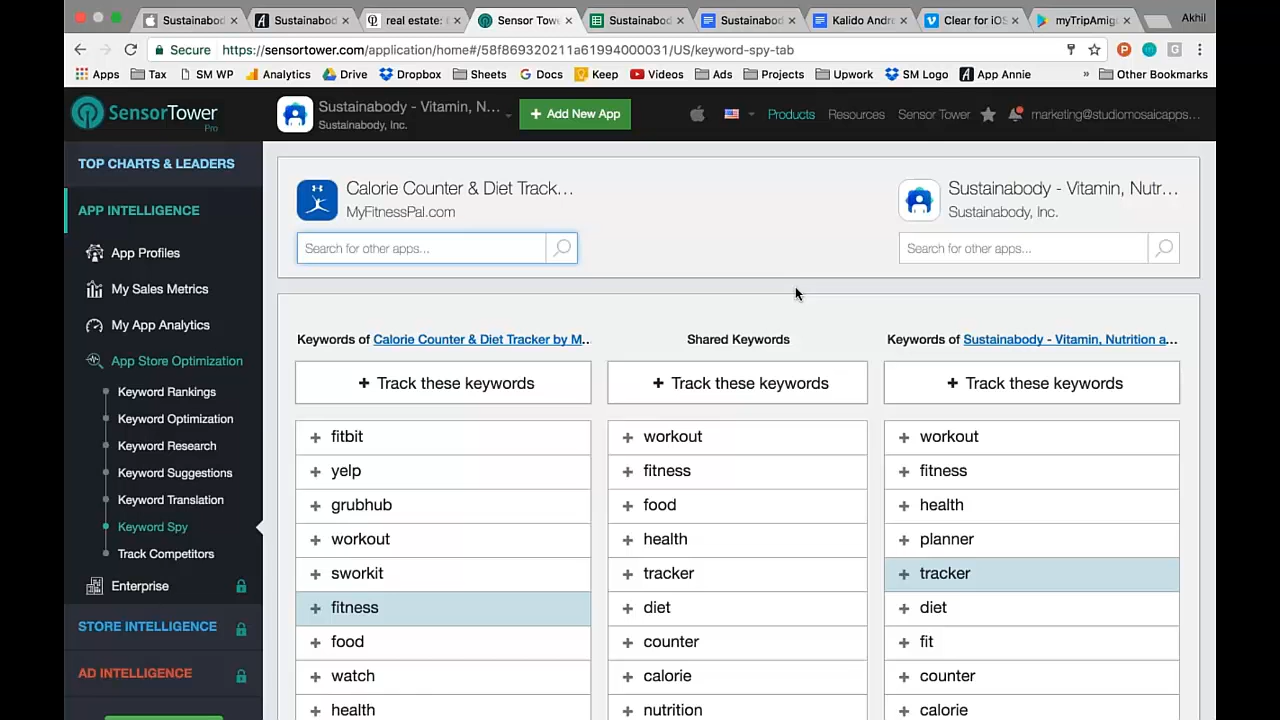 Sustainabod
Sustainabod
real estate: 6
Sensor Towe
Sustainabod
Sustainabod
Kalido Andre
Clear for iOS
myTripAmig
Akhil
Secure https://sensortower.com/application/home#/58f869320211a61994000031/US/keyword-spy-tab
Apps Tax SM WP Analytics Drive Dropbox Sheets Docs Keep Videos Ads Projects Upwork SM Logo App Annie » Other Bookmarks
SensorTower
Pro
Sustainabody - Vitamin, N...
Sustainabody, Inc.
+ Add New App
Products Resources Sensor Tower marketing@studiomosaicapps...
TOP CHARTS & LEADERS
APP INTELLIGENCE
App Profiles
My Sales Metrics
My App Analytics
App Store Optimization
Keyword Rankings
Keyword Optimization
Keyword Research
Keyword Suggestions
Keyword Translation
Keyword Spy
Track Competitors
Enterprise
STORE INTELLIGENCE
AD INTELLIGENCE
Calorie Counter & Diet Track...
MyFitnessPal.com
Search for other apps...
Sustainabody - Vitamin, Nutr...
Sustainabody, Inc.
Search for other apps...
Keywords of Calorie Counter & Diet Tracker by M...
+ Track these keywords
+ fitbit
+ yelp
+ grubhub
+ workout
+ sworkit
+ fitness
+ food
+ watch
+ health
Shared Keywords
+ Track these keywords
+ workout
+ fitness
+ food
+ health
+ tracker
+ diet
+ counter
+ calorie
+ nutrition
Keywords of Sustainabody - Vitamin, Nutrition a...
+ Track these keywords
+ workout
+ fitness
+ health
+ planner
+ tracker
+ diet
+ fit
+ counter
+ calorie